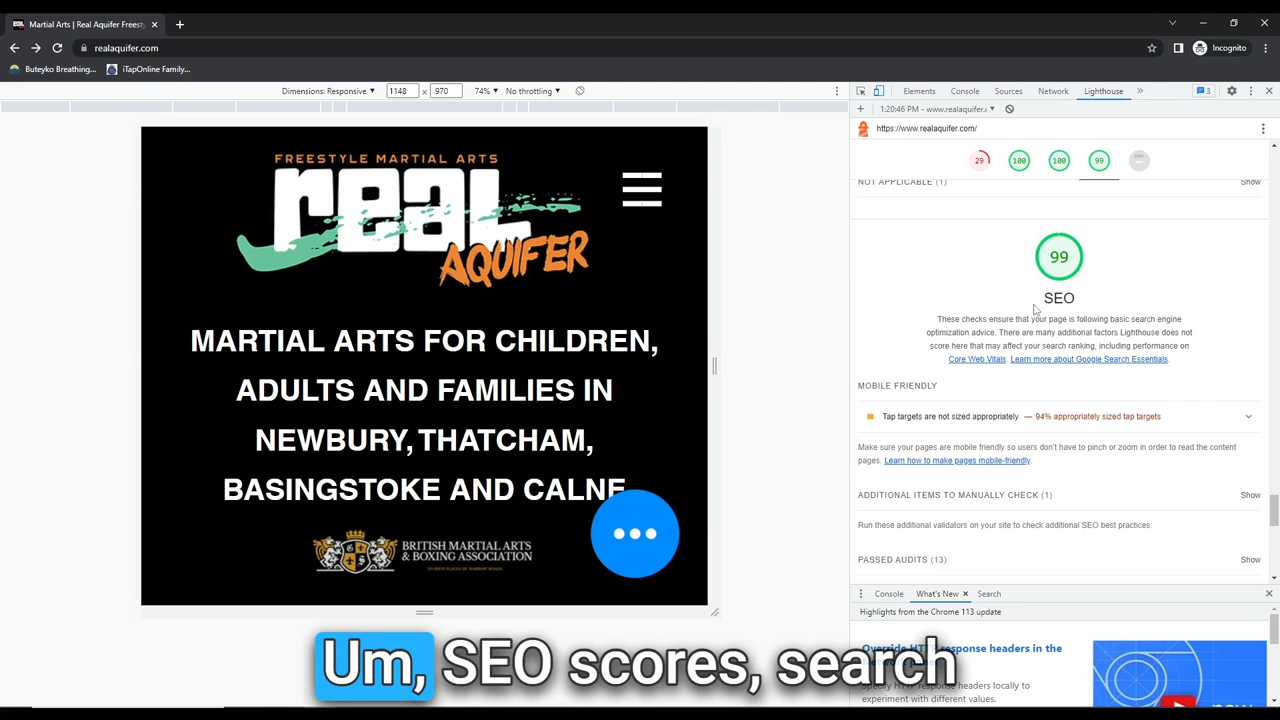 Martial Arts | Real Aquifer Freesty
realaquifer.com
Incognito
Buteyko Breathing...
iTapOnline Family...
Dimensions: Responsive
1148 × 970
74%
No throttling
Elements
Console
Sources
Network
Lighthouse
3
1:20:46 PM - www.realaquifer.
https://www.realaquifer.com/
29
100
100
99
NOT APPLICABLE (1)
Show
FREESTYLE MARTIAL ARTS
real
AQUIFER
MARTIAL ARTS FOR CHILDREN,
ADULTS AND FAMILIES IN
NEWBURY, THATCHAM,
BASINGSTOKE AND CALNE
BRITISH MARTIAL ARTS
& BOXING ASSOCIATION
99
SEO
These checks ensure that your page is following basic search engine
optimization advice. There are many additional factors Lighthouse does not
score here that may affect your search ranking, including performance on
Core Web Vitals. Learn more about Google Search Essentials.
MOBILE FRIENDLY
Tap targets are not sized appropriately — 94% appropriately sized tap targets
Make sure your pages are mobile friendly so users don't have to pinch or zoom in order to read the content
pages. Learn how to make pages mobile-friendly.
ADDITIONAL ITEMS TO MANUALLY CHECK (1)
Show
Run these additional validators on your site to check additional SEO best practices.
PASSED AUDITS (13)
Show
Console
What's New
Search
Highlights from the Chrome 113 update
Override HTTP response headers in the
Specify HTTP response headers locally to
experiment with different values.
new
Um, SEO scores, search